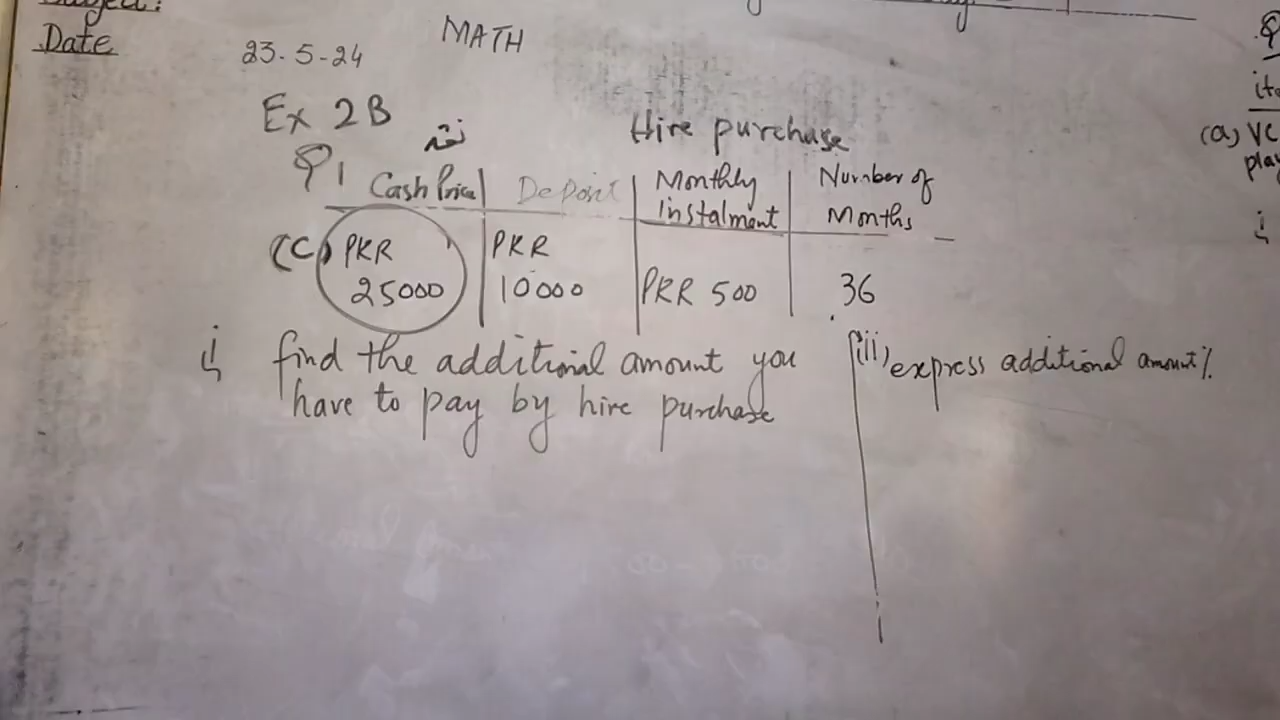 Subject:
Date
23-5-24
MATH
Ex 2B
نقد
Hire purchase
Q1
Cash Price
Deposit
Monthly
instalment
Number of
Months
(c) PKR
25000
PKR
10000
PKR 500
36
i find the additional amount you
have to pay by hire purchase
(ii) express additional amount %
(a)
i